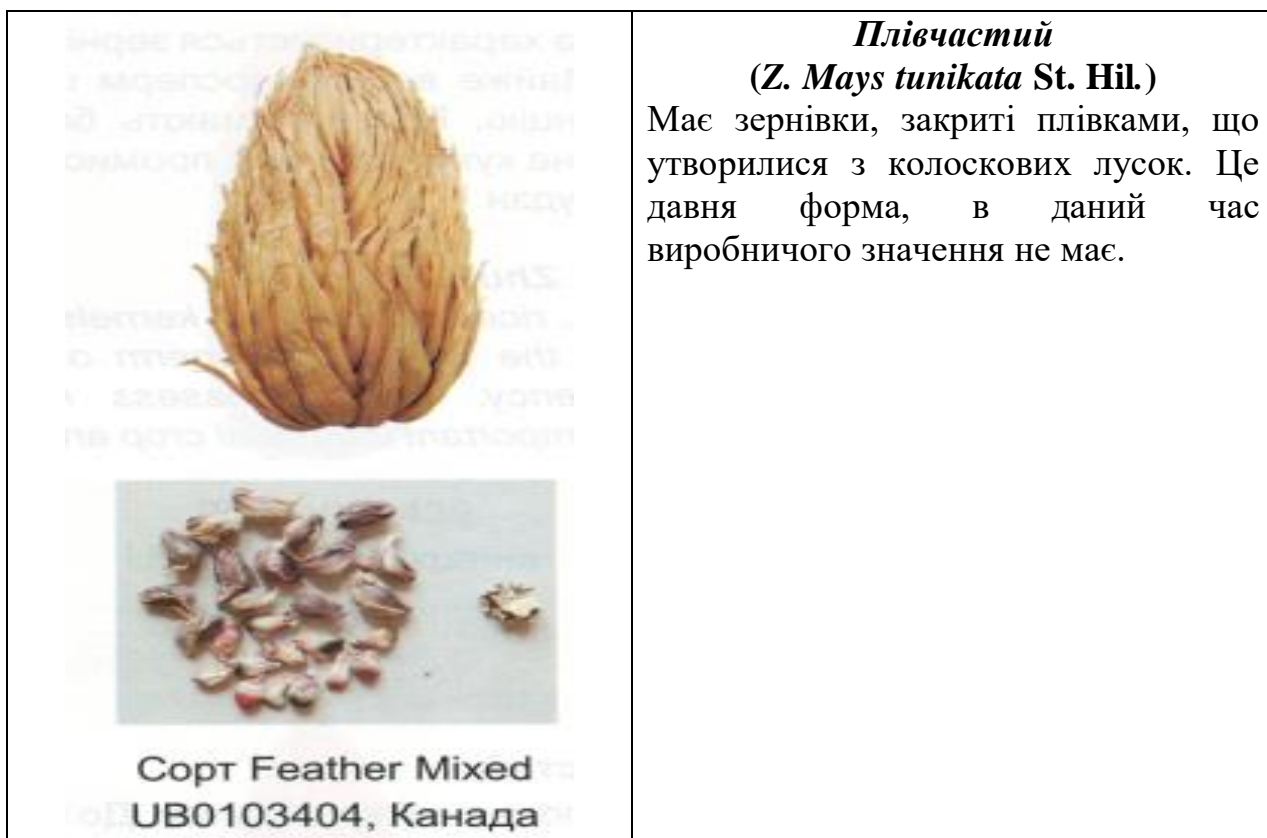 Плівчастий
(Z. Mays tunikata St. Hil.)
Має зернівки, закриті плівками, що
утворилися з колоскових лусок. Це
давня форма, в даний час
виробничого значення не має.
Сорт Feather Mixed
UB0103404, Канада